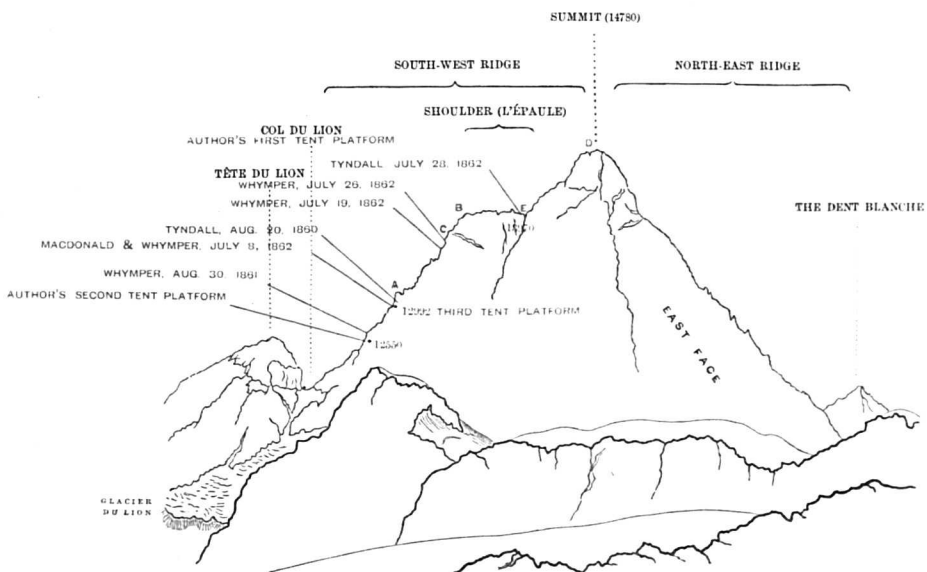 SUMMIT (14780)
SOUTH-WEST RIDGE
NORTH-EAST RIDGE
SHOULDER (L'ÉPAULE)
COL DU LION
AUTHOR'S FIRST TENT PLATFORM
TYNDALL JULY 28, 1862
TÊTE DU LION
WHYMPER, JULY 26, 1862
WHYMPER, JULY 19, 1862
TYNDALL, AUG. 20, 1860
MACDONALD & WHYMPER, JULY 8, 1862
WHYMPER, AUG. 30, 1861
AUTHOR'S SECOND TENT PLATFORM
D
B
E
C
A
THE DENT BLANCHE
12992 THIRD TENT PLATFORM
12550
EAST FACE
GLACIER
DU LION